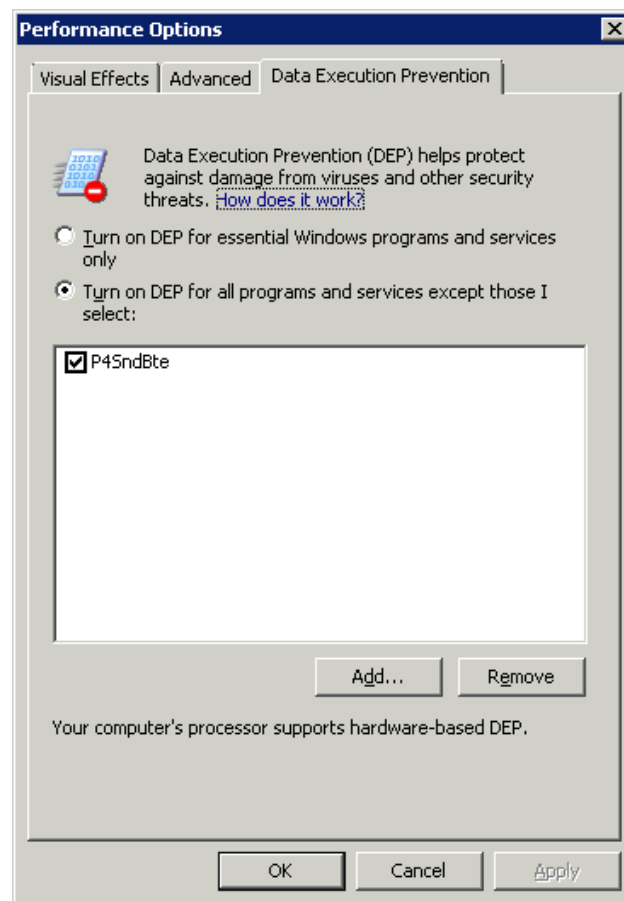 Performance Options
Visual Effects
Advanced
Data Execution Prevention
Data Execution Prevention (DEP) helps protect
against damage from viruses and other security
threats. How does it work?
Turn on DEP for essential Windows programs and services
only
Turn on DEP for all programs and services except those I
select:
P4SndBte
Add...
Remove
Your computer's processor supports hardware-based DEP.
OK
Cancel
Apply